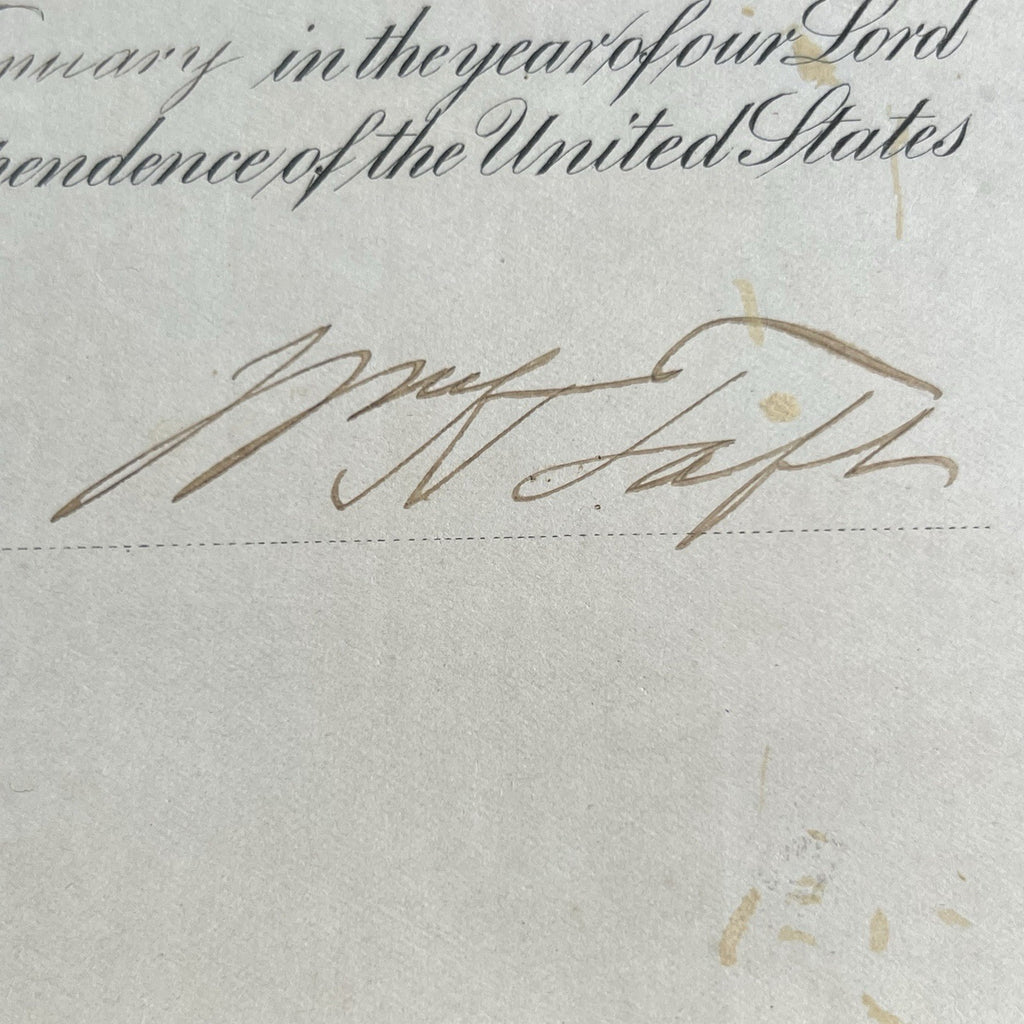 nuary in the year of our Lord
pendence of the United States
Wm H Taft